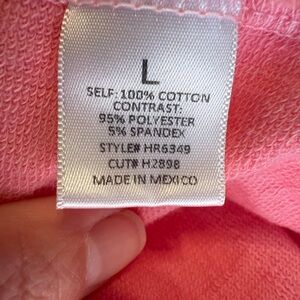 L
SELF: 100% COTTON
CONTRAST:
95% POLYESTER
5% SPANDEX
STYLE# HR6349
CUT# H2898
MADE IN MEXICO